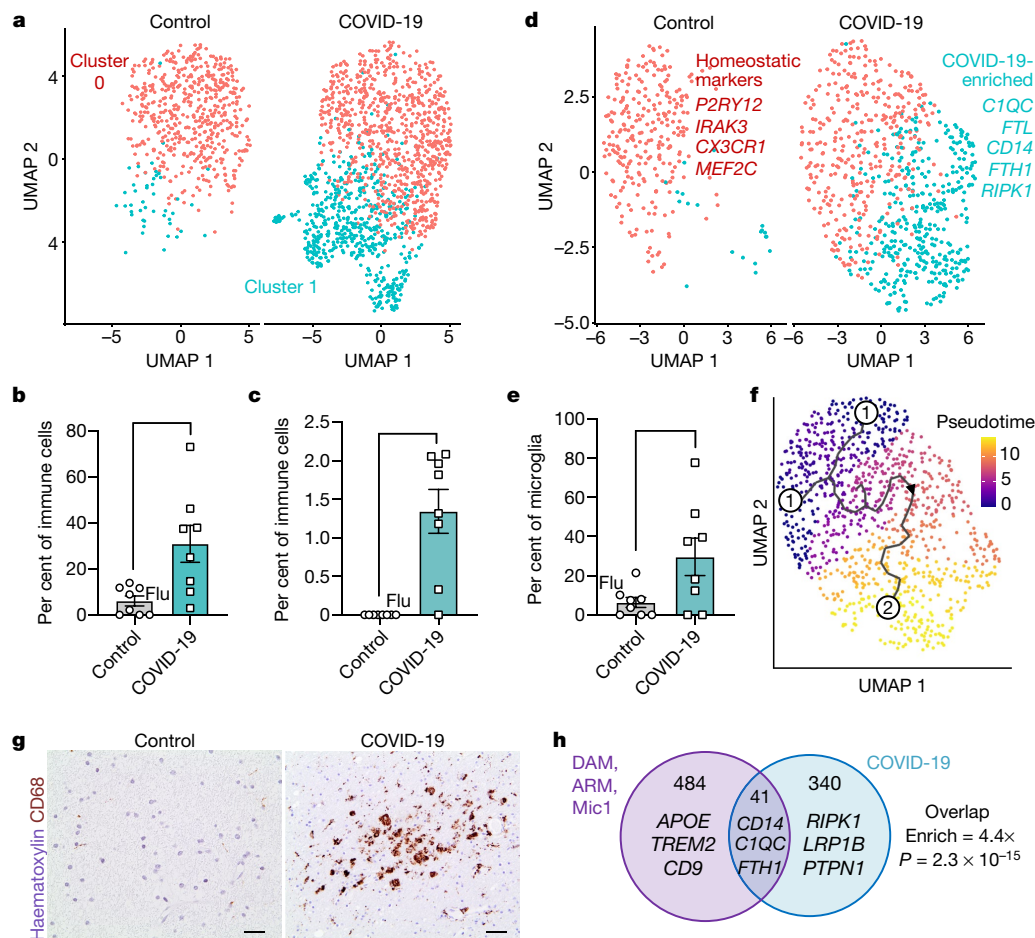 a
Control
COVID-19
Cluster
0
Cluster 1
UMAP 2
4
0
4
−5
0
5
−5
0
5
UMAP 1
UMAP 1
d
Control
COVID-19
Homeostatic
markers
P2RY12
IRAK3
CX3CR1
MEF2C
COVID-19-
enriched
C1QC
FTL
CD14
FTH1
RIPK1
UMAP 2
2.5
0
−2.5
−5.0
−6
−3
0
3
6
−6
−3
0
3
6
UMAP 1
UMAP 1
b
Per cent of immune cells
80
60
40
20
0
Flu
Control
COVID-19
c
Per cent of immune cells
2.5
2.0
1.5
1.0
0.5
0
Flu
Control
COVID-19
e
Per cent of microglia
100
80
60
40
20
0
Flu
Control
COVID-19
f
Pseudotime
10
5
0
1
1
2
UMAP 2
UMAP 1
g
Control
COVID-19
Haematoxylin CD68
h
DAM,
ARM,
Mic1
COVID-19
484
APOE
TREM2
CD9
41
CD14
C1QC
FTH1
340
RIPK1
LRP1B
PTPN1
Overlap
Enrich = 4.4×
P = 2.3 × 10⁻¹⁵